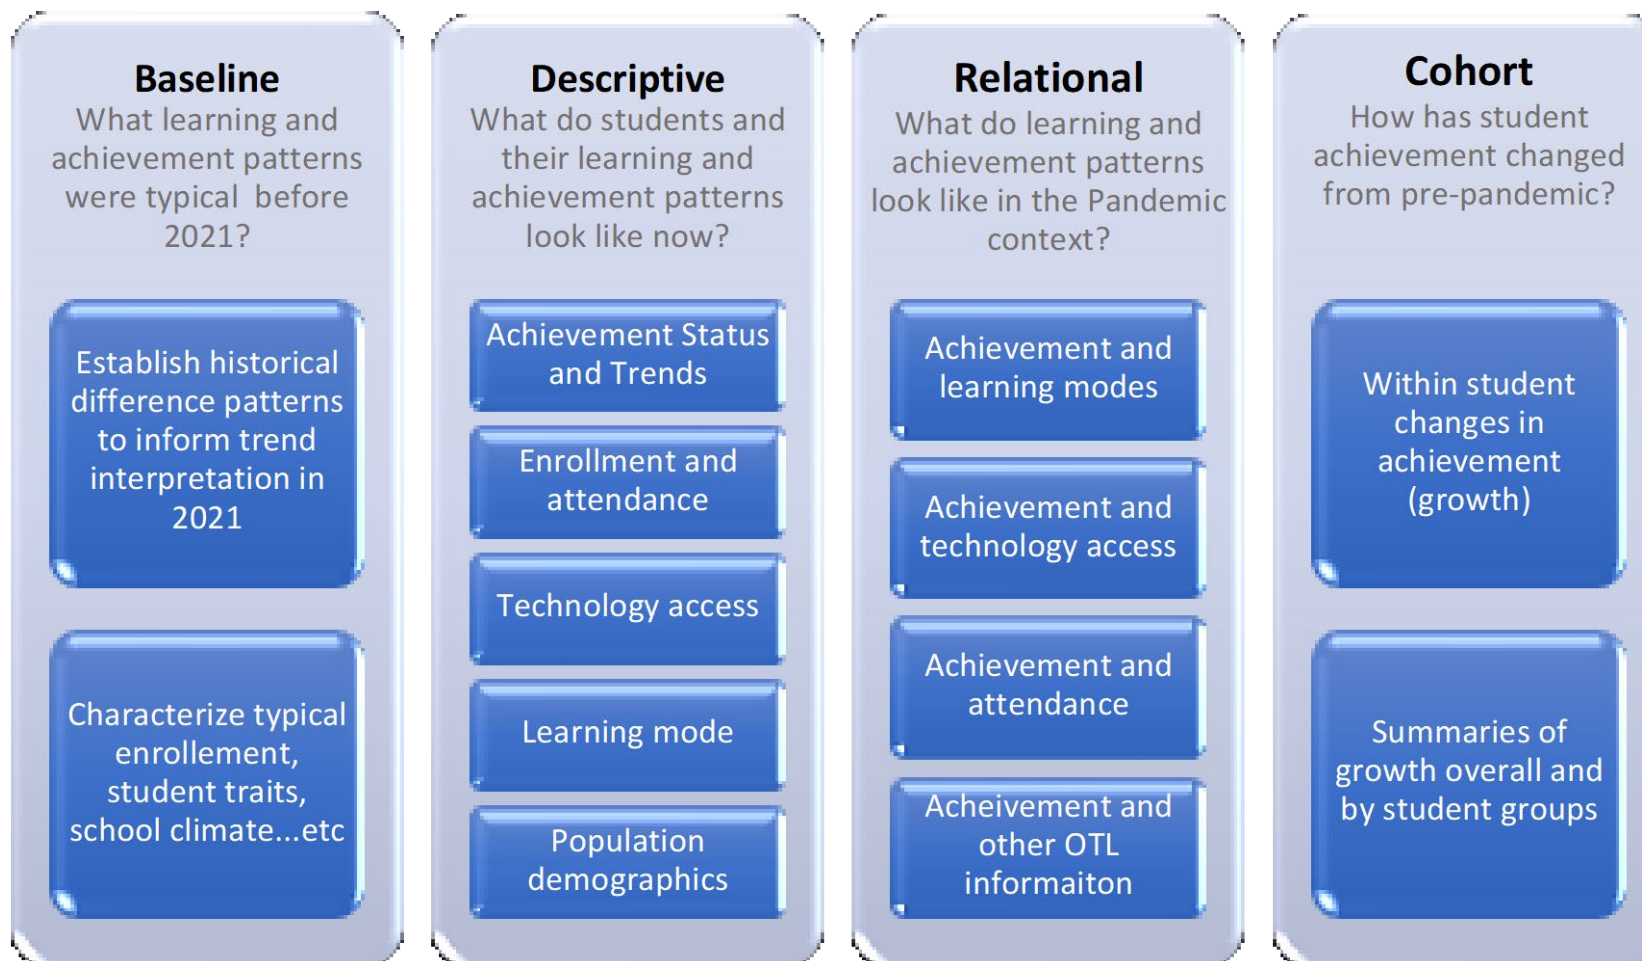 Baseline
What learning and
achievement patterns
were typical before
2021?
Establish historical
difference patterns
to inform trend
interpretation in
2021
Characterize typical
enrollement,
student traits,
school climate...etc
Descriptive
What do students and
their learning and
achievement patterns
look like now?
Achievement Status
and Trends
Enrollment and
attendance
Technology access
Learning mode
Population
demographics
Relational
What do learning and
achievement patterns
look like in the Pandemic
context?
Achievement and
learning modes
Achievement and
technology access
Achievement and
attendance
Acheivement and
other OTL
informaiton
Cohort
How has student
achievement changed
from pre-pandemic?
Within student
changes in
achievement
(growth)
Summaries of
growth overall and
by student groups